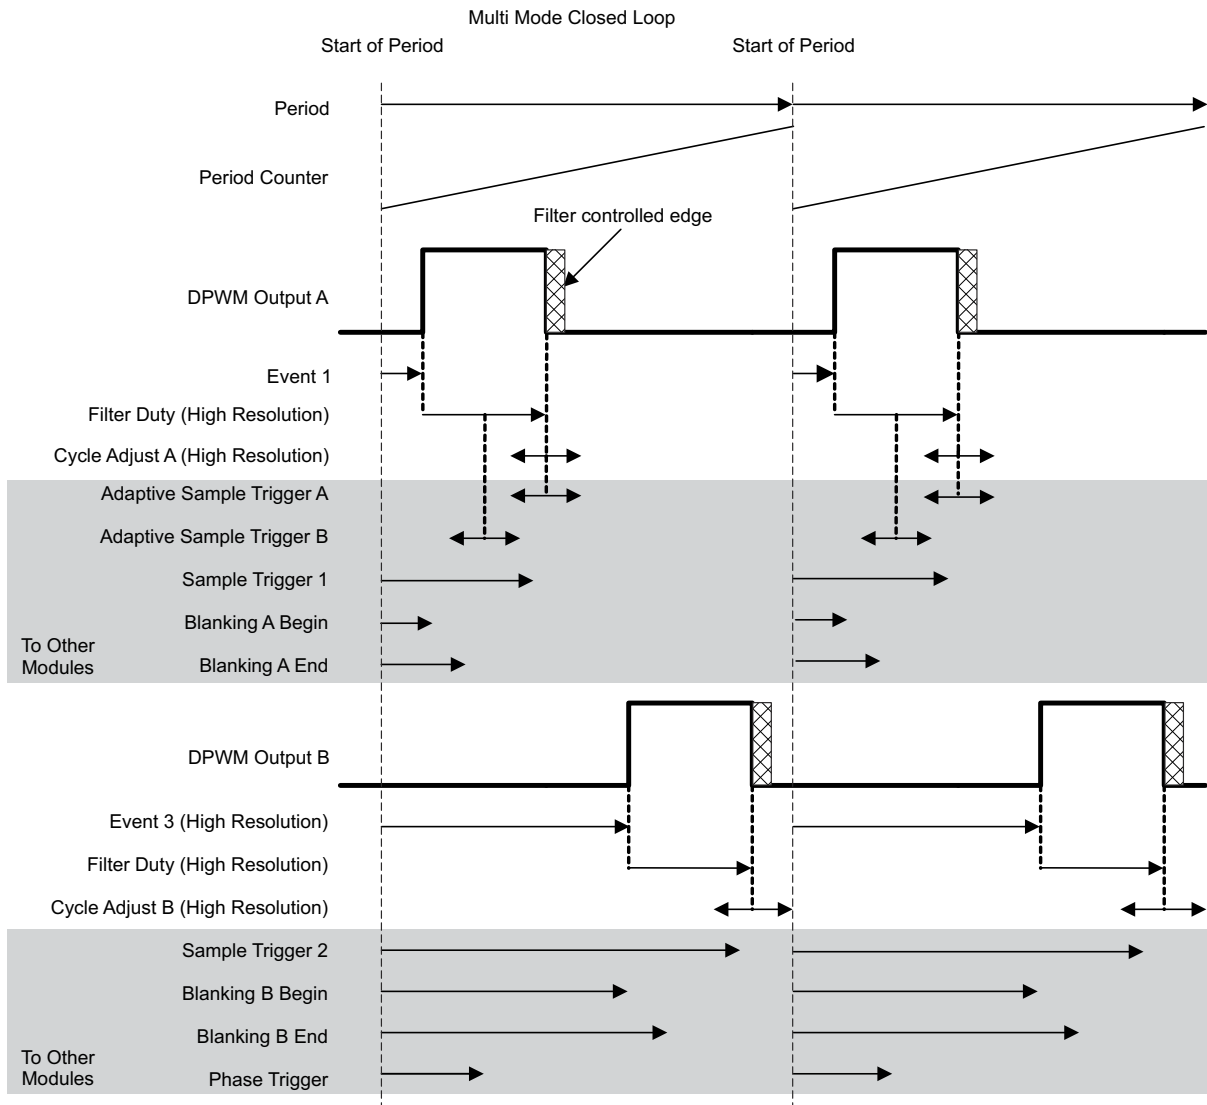 Multi Mode Closed Loop
Start of Period
Start of Period
Period
Period Counter
Filter controlled edge
DPWM Output A
Event 1
Filter Duty (High Resolution)
Cycle Adjust A (High Resolution)
Adaptive Sample Trigger A
Adaptive Sample Trigger B
Sample Trigger 1
Blanking A Begin
To Other
Modules
Blanking A End
DPWM Output B
Event 3 (High Resolution)
Filter Duty (High Resolution)
Cycle Adjust B (High Resolution)
Sample Trigger 2
Blanking B Begin
Blanking B End
To Other
Modules
Phase Trigger